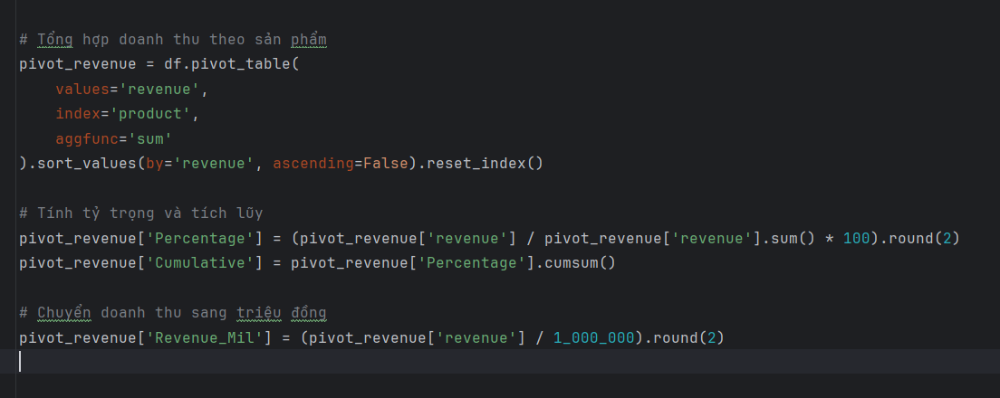 # Tổng hợp doanh thu theo sản phẩm
pivot_revenue = df.pivot_table(
    values='revenue',
    index='product',
    aggfunc='sum'
).sort_values(by='revenue', ascending=False).reset_index()
# Tính tỷ trọng và tích lũy
pivot_revenue['Percentage'] = (pivot_revenue['revenue'] / pivot_revenue['revenue'].sum() * 100).round(2)
pivot_revenue['Cumulative'] = pivot_revenue['Percentage'].cumsum()
# Chuyển doanh thu sang triệu đồng
pivot_revenue['Revenue_Mil'] = (pivot_revenue['revenue'] / 1_000_000).round(2)